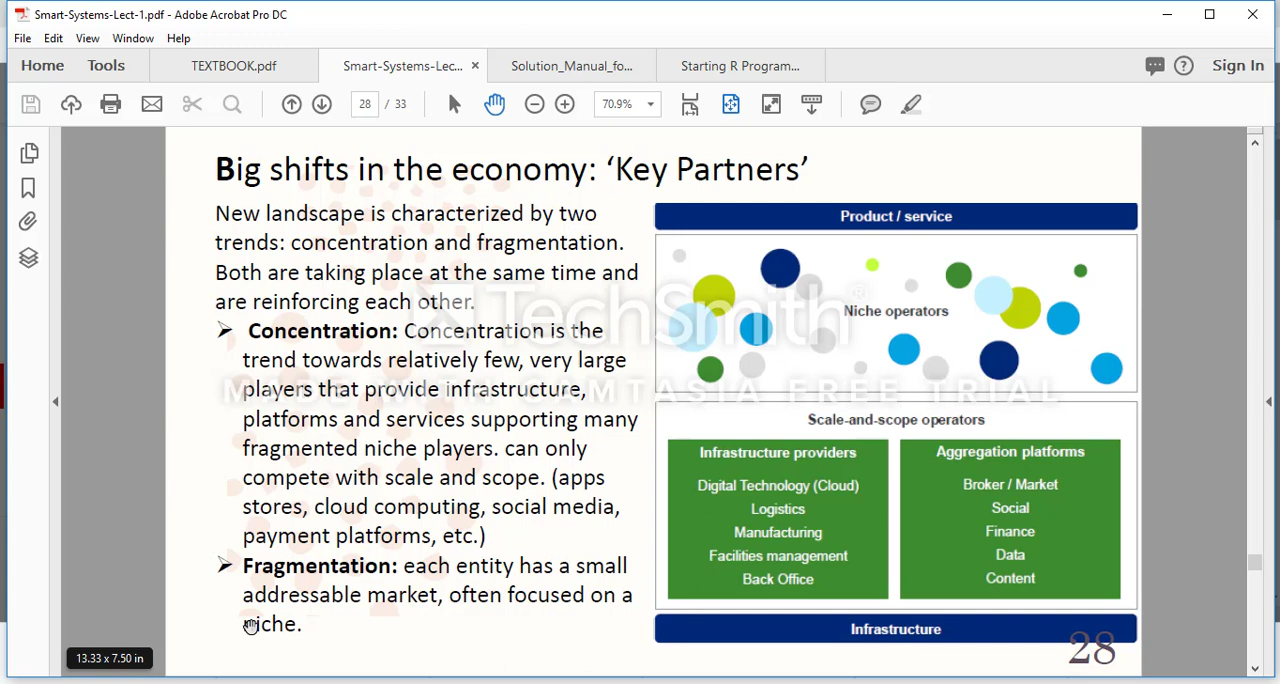 Smart-Systems-Lect-1.pdf - Adobe Acrobat Pro DC
File Edit View Window Help
Home Tools TEXTBOOK.pdf Smart-Systems-Lec... × Solution_Manual_fo... Starting R Program... Sign In
28 / 33 70.9%
Big shifts in the economy: ‘Key Partners’
New landscape is characterized by two
trends: concentration and fragmentation.
Both are taking place at the same time and
are reinforcing each other.
Concentration: Concentration is the
trend towards relatively few, very large
players that provide infrastructure,
platforms and services supporting many
fragmented niche players. can only
compete with scale and scope. (apps
stores, cloud computing, social media,
payment platforms, etc.)
Fragmentation: each entity has a small
addressable market, often focused on a
niche.
Product / service
Niche operators
Scale-and-scope operators
Infrastructure providers
Digital Technology (Cloud)
Logistics
Manufacturing
Facilities management
Back Office
Aggregation platforms
Broker / Market
Social
Finance
Data
Content
Infrastructure
28
TechSmith®
MADE WITH CAMTASIA FREE TRIAL
13.33 x 7.50 in